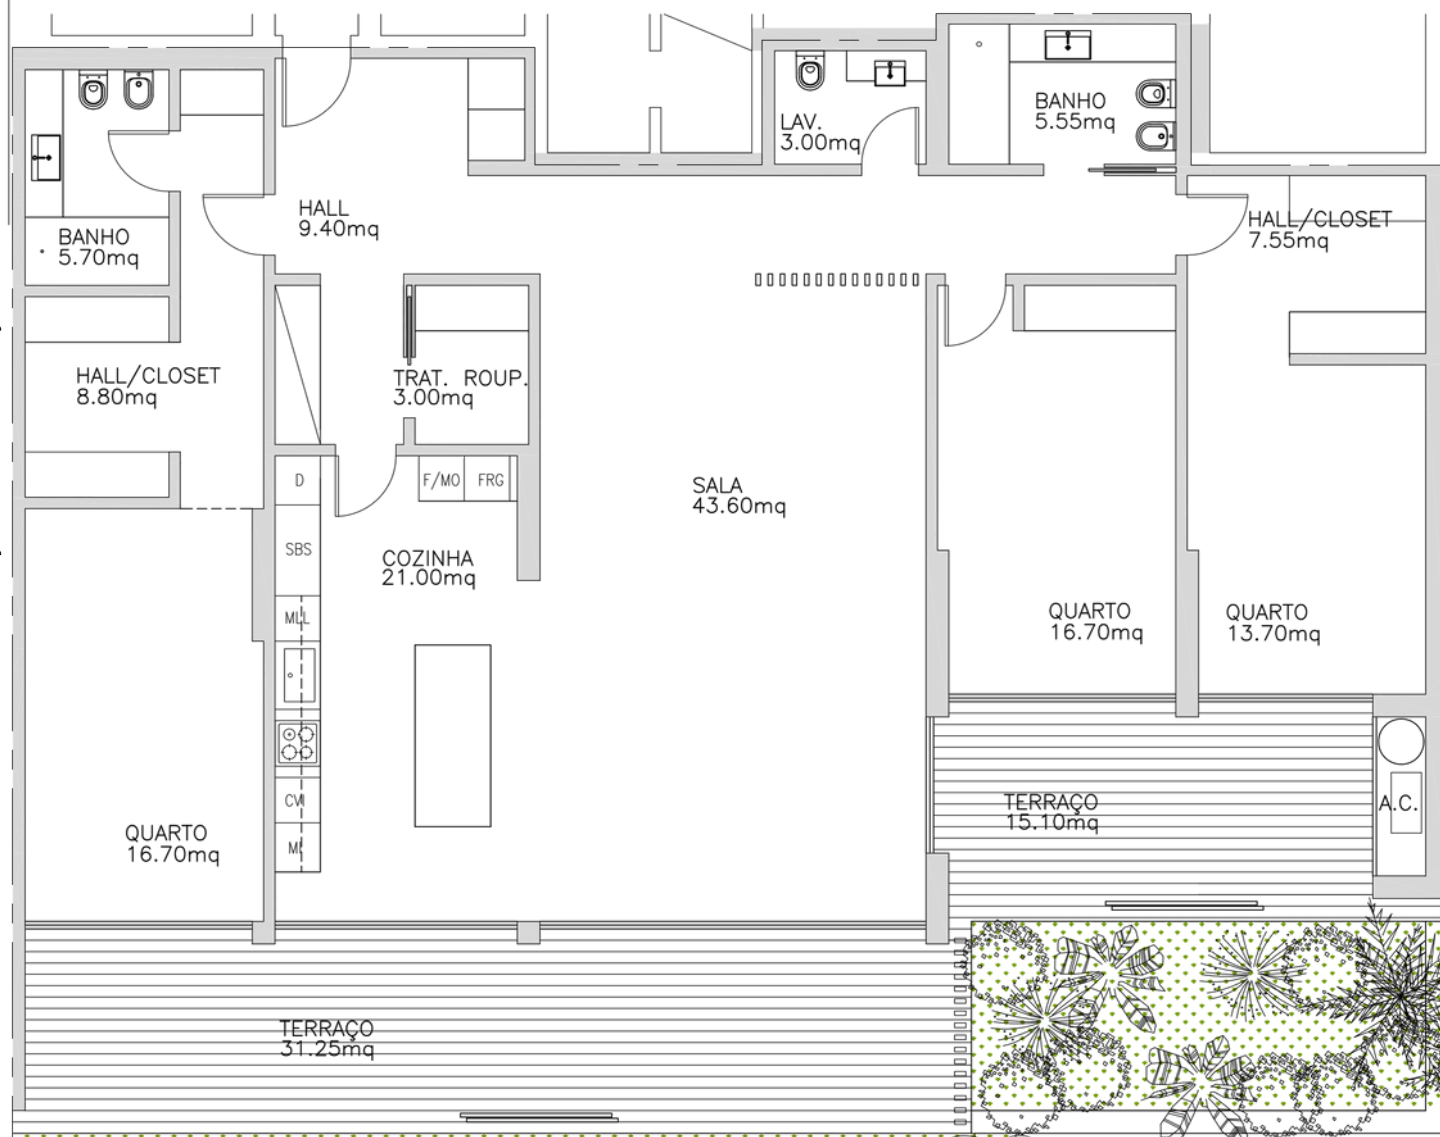 BANHO
5.70mq
HALL
9.40mq
LAV.
3.00mq
BANHO
5.55mq
HALL/CLOSET
7.55mq
HALL/CLOSET
8.80mq
TRAT. ROUP.
3.00mq
D
F/MO
FRG
SBS
COZINHA
21.00mq
MLL
CV
ML
SALA
43.60mq
QUARTO
16.70mq
QUARTO
13.70mq
QUARTO
16.70mq
TERRAÇO
15.10mq
A.C.
TERRAÇO
31.25mq